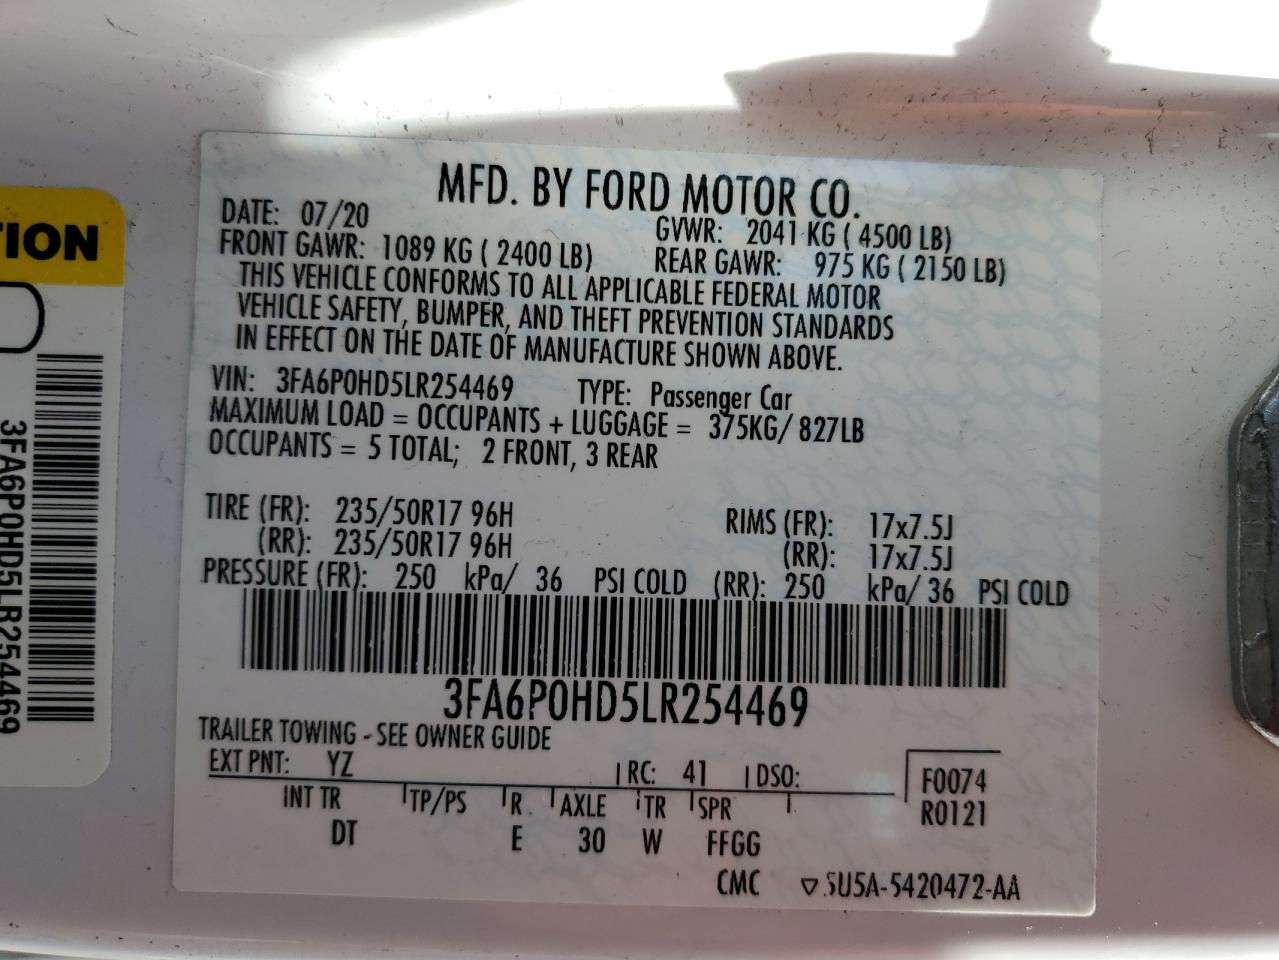 MFD. BY FORD MOTOR CO.
DATE: 07/20 GVWR: 2041 KG ( 4500 LB)
FRONT GAWR: 1089 KG ( 2400 LB) REAR GAWR: 975 KG ( 2150 LB)
THIS VEHICLE CONFORMS TO ALL APPLICABLE FEDERAL MOTOR
VEHICLE SAFETY, BUMPER, AND THEFT PREVENTION STANDARDS
IN EFFECT ON THE DATE OF MANUFACTURE SHOWN ABOVE.
VIN: 3FA6P0HD5LR254469 TYPE: Passenger Car
MAXIMUM LOAD = OCCUPANTS + LUGGAGE = 375KG/ 827LB
OCCUPANTS = 5 TOTAL; 2 FRONT, 3 REAR
TIRE (FR): 235/50R17 96H RIMS (FR): 17x7.5J
(RR): 235/50R17 96H (RR): 17x7.5J
PRESSURE (FR): 250 kPa/ 36 PSI COLD (RR): 250 kPa/ 36 PSI COLD
3FA6P0HD5LR254469
TRAILER TOWING - SEE OWNER GUIDE
EXT PNT: YZ RC: 41 DSO: F0074
INT TR TP/PS R AXLE TR SPR R0121
DT E 30 W FFGG
CMC ▽5U5A-5420472-AA
TION
3FA6P0HD5LR254469